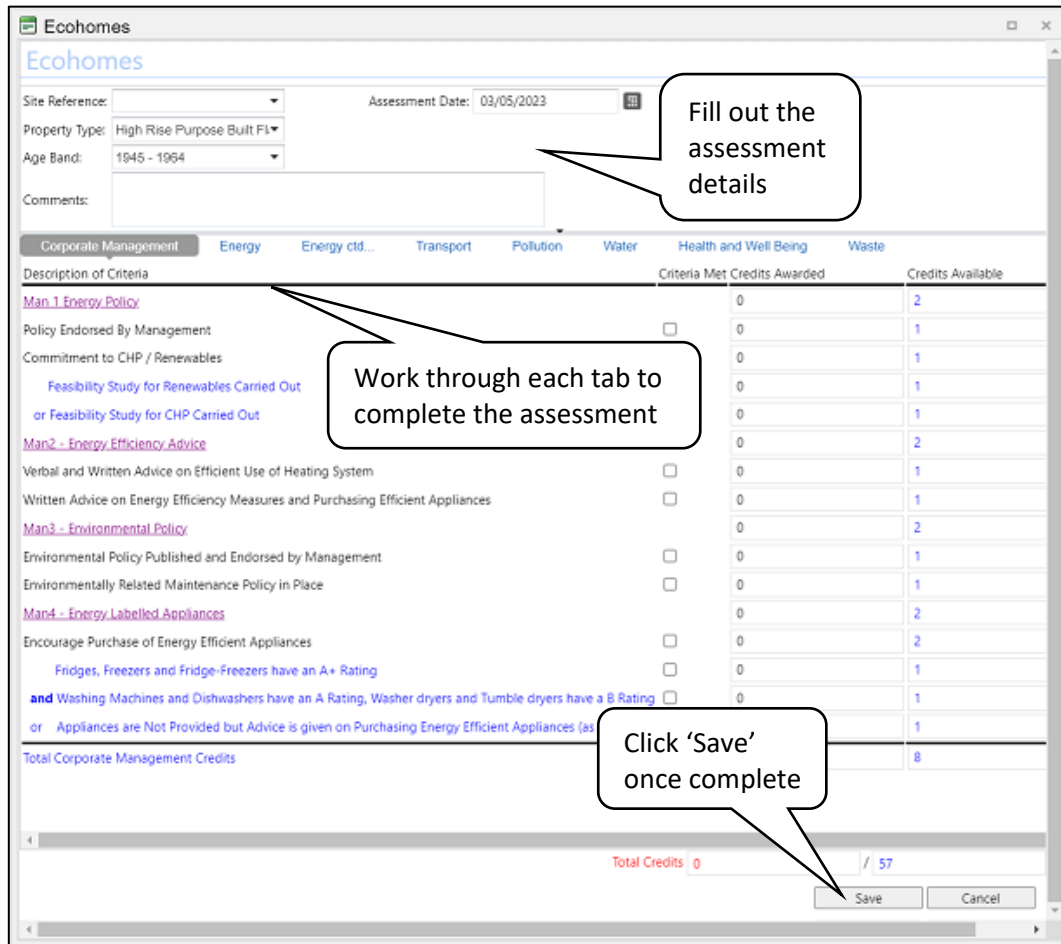 Ecohomes
Ecohomes
Site Reference:
Assessment Date: 03/05/2023
Property Type: High Rise Purpose Built Fl
Age Band: 1945 - 1964
Comments:
Fill out the
assessment
details
Corporate Management Energy Energy ctd... Transport Pollution Water Health and Well Being Waste
Description of Criteria Criteria Met Credits Awarded Credits Available
Man 1 Energy Policy 0 2
Policy Endorsed By Management 0 1
Commitment to CHP / Renewables 0 1
Feasibility Study for Renewables Carried Out 0 1
or Feasibility Study for CHP Carried Out 0 1
Work through each tab to
complete the assessment
Man2 - Energy Efficiency Advice 0 2
Verbal and Written Advice on Efficient Use of Heating System 0 1
Written Advice on Energy Efficiency Measures and Purchasing Efficient Appliances 0 1
Man3 - Environmental Policy 0 2
Environmental Policy Published and Endorsed by Management 0 1
Environmentally Related Maintenance Policy in Place 0 1
Man4 - Energy Labelled Appliances 0 2
Encourage Purchase of Energy Efficient Appliances 0 2
Fridges, Freezers and Fridge-Freezers have an A+ Rating 0 1
and Washing Machines and Dishwashers have an A Rating, Washer dryers and Tumble dryers have a B Rating 0 1
or Appliances are Not Provided but Advice is given on Purchasing Energy Efficient Appliances (as 1
Total Corporate Management Credits 8
Click ‘Save’
once complete
Total Credits 0 / 57
Save Cancel